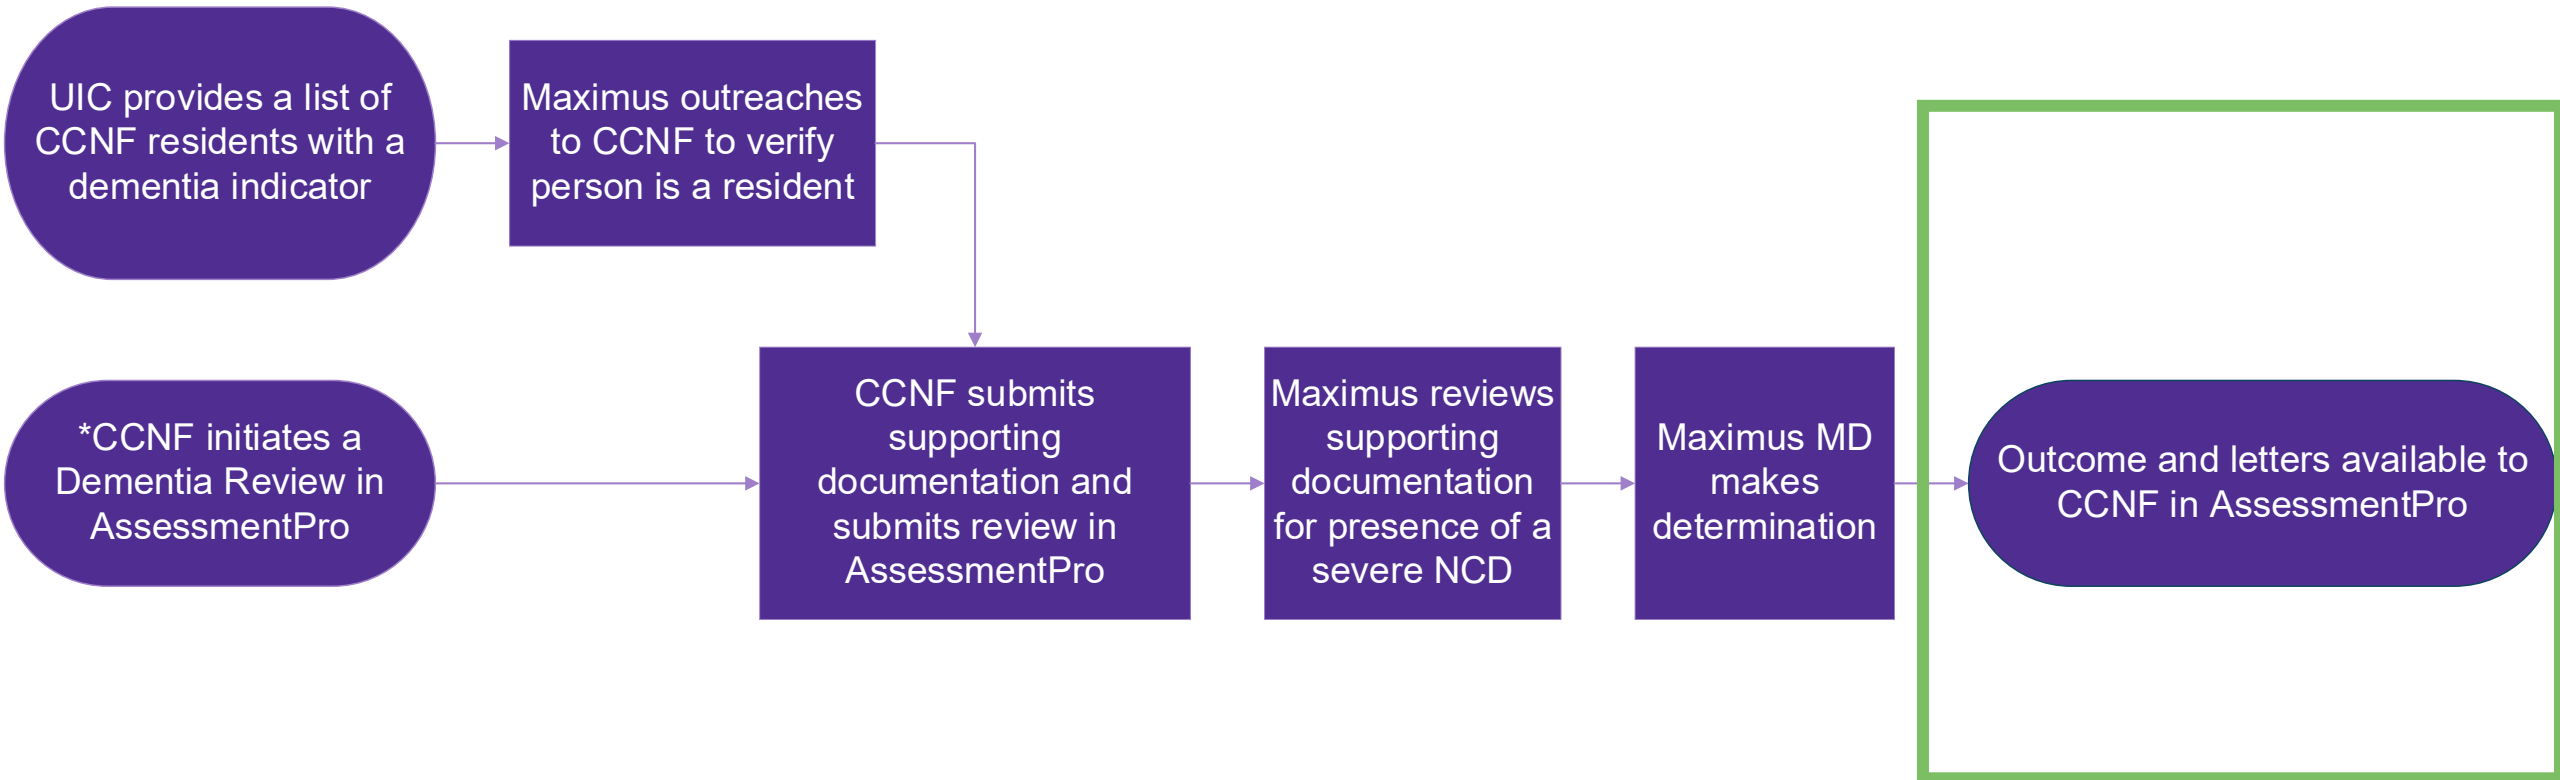 UIC provides a list of
CCNF residents with a
dementia indicator
Maximus outreaches
to CCNF to verify
person is a resident
*CCNF initiates a
Dementia Review in
AssessmentPro
CCNF submits
supporting
documentation and
submits review in
AssessmentPro
Maximus reviews
supporting
documentation
for presence of a
severe NCD
Maximus MD
makes
determination
Outcome and letters available to
CCNF in AssessmentPro